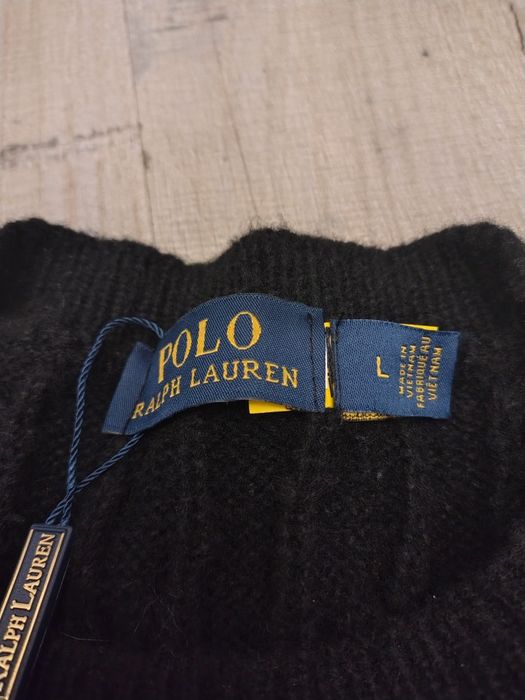 POLO
RALPH LAUREN
L
MADE IN
VIETNAM
FABRIQUÉ AU
VIETNAM
RALPH LAUREN